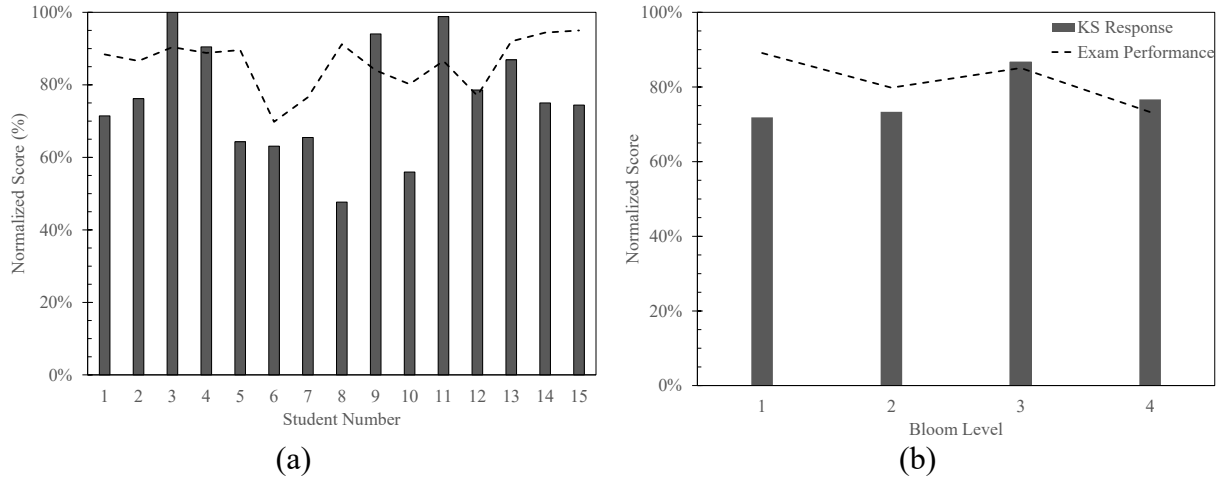 100%
80%
60%
40%
20%
0%
Normalized Score (%)
1 2 3 4 5 6 7 8 9 10 11 12 13 14 15
Student Number
(a)
100%
80%
60%
40%
20%
0%
Normalized Score
KS Response
Exam Performance
1 2 3 4
Bloom Level
(b)